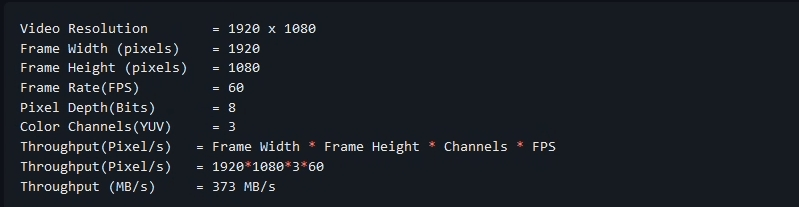 Video Resolution = 1920 x 1080
Frame Width (pixels) = 1920
Frame Height (pixels) = 1080
Frame Rate(FPS) = 60
Pixel Depth(Bits) = 8
Color Channels(YUV) = 3
Throughput(Pixel/s) = Frame Width * Frame Height * Channels * FPS
Throughput(Pixel/s) = 1920*1080*3*60
Throughput (MB/s) = 373 MB/s